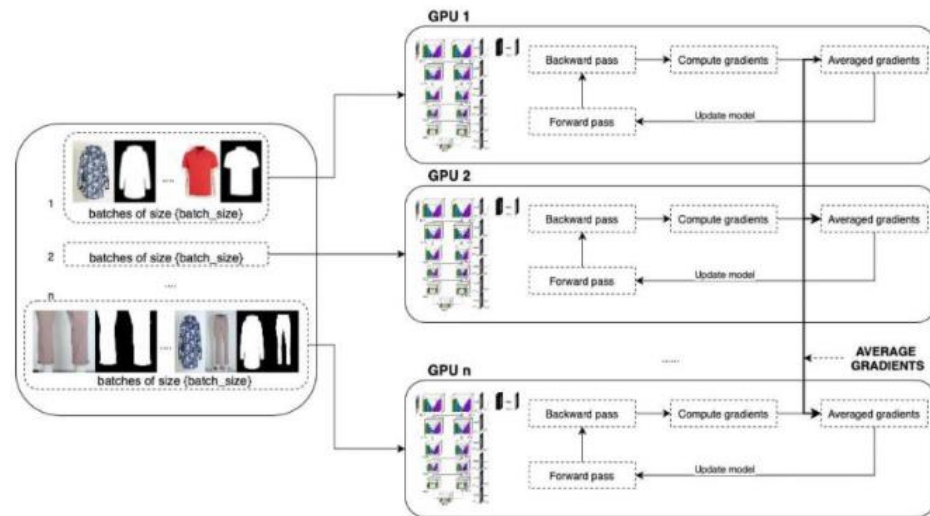 GPU 1
Backward pass
Compute gradients
Averaged gradients
Forward pass
Update model
1
....
batches of size {batch_size}
GPU 2
2
batches of size {batch_size}
Backward pass
Compute gradients
Averaged gradients
Forward pass
Update model
....
n
....
batches of size {batch_size}
......
AVERAGE
GRADIENTS
GPU n
Backward pass
Compute gradients
Averaged gradients
Forward pass
Update model